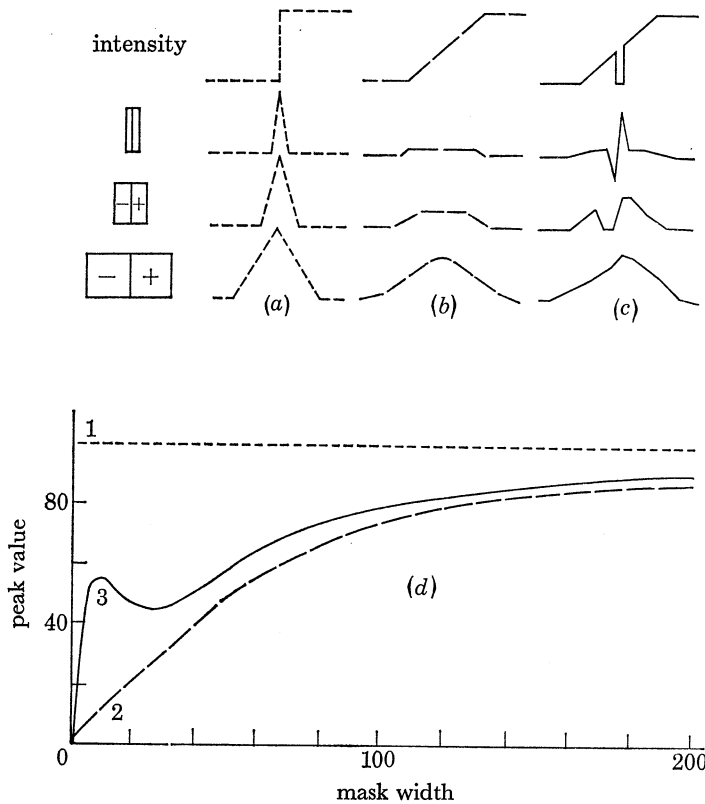 intensity
− +
− +
(a)
(b)
(c)
1
80
3
(d)
40
2
0
100
200
peak value
mask width